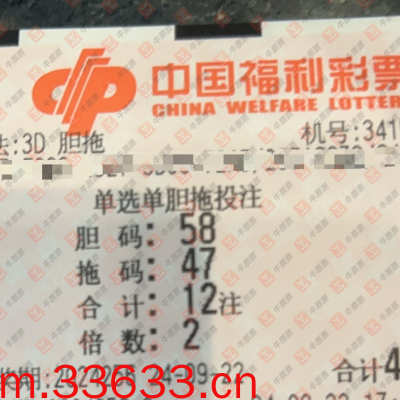 中国福利彩票
CHINA WELFARE LOTTER
法:3D 胆拖
机号:341
单选单胆拖投注
胆码:58
拖码:47
合计:12注
倍数:2
合计4
m.33633.cn